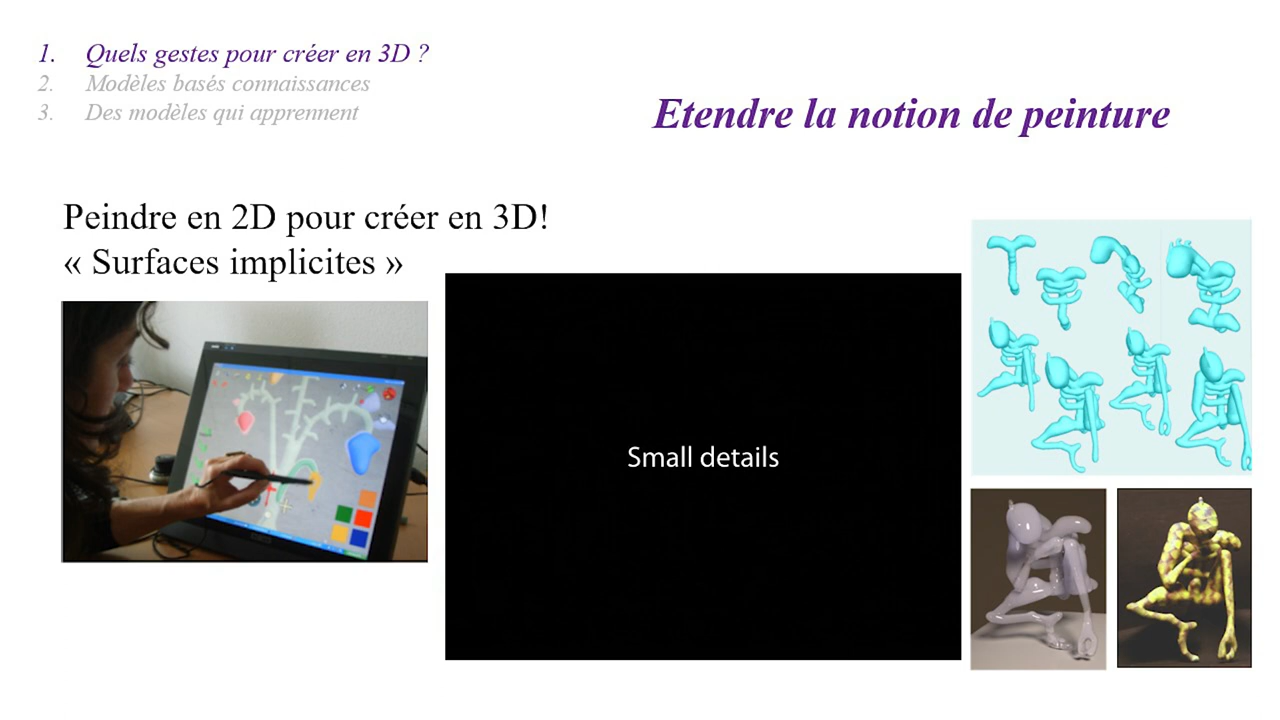 1. Quels gestes pour créer en 3D ?
2. Modèles basés connaissances
3. Des modèles qui apprennent
Etendre la notion de peinture
Peindre en 2D pour créer en 3D!
« Surfaces implicites »
Small details